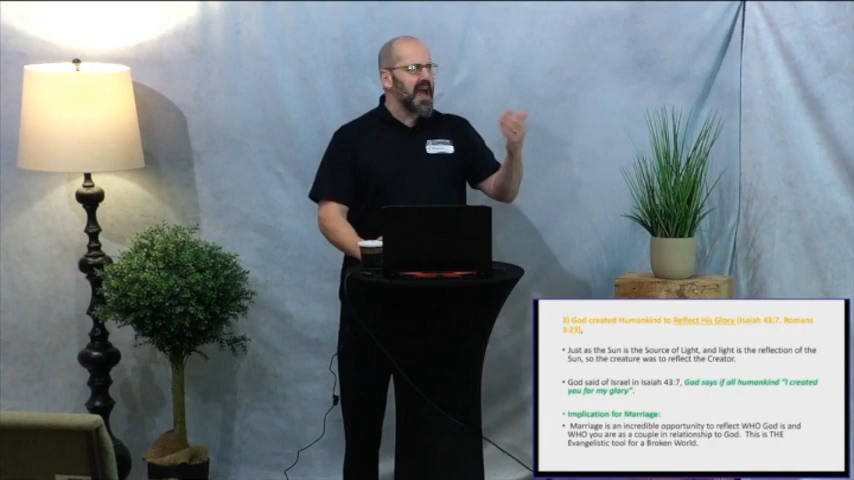 3) God created Humankind to Reflect His Glory (Isaiah 43:7, Romans
3:23),
• Just as the Sun is the Source of Light, and light is the reflection of the
Sun, so the creature was to reflect the Creator.
• God said of Israel in Isaiah 43:7, God says if all humankind "I created
you for my glory".
• Implication for Marriage:
• Marriage is an incredible opportunity to reflect WHO God is and
WHO you are as a couple in relationship to God. This is THE
Evangelistic tool for a Broken World.